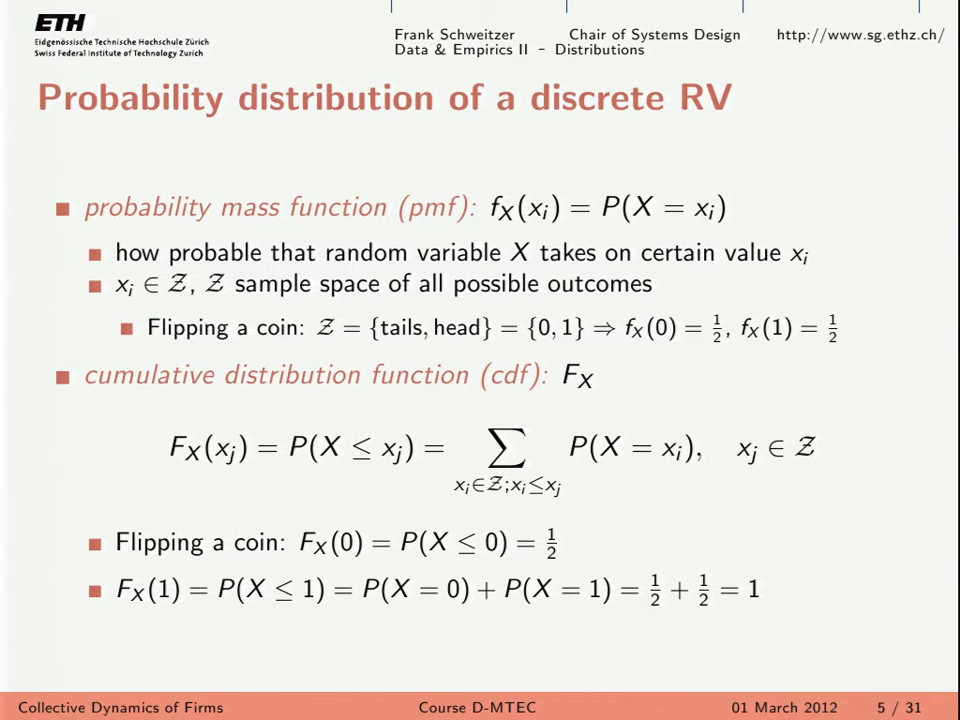 ETH
Eidgenössische Technische Hochschule Zürich
Swiss Federal Institute of Technology Zurich
Frank Schweitzer Chair of Systems Design http://www.sg.ethz.ch/
Data & Empirics II - Distributions
Probability distribution of a discrete RV
probability mass function (pmf): f_X(x_i) = P(X = x_i)
how probable that random variable X takes on certain value x_i
x_i ∈ 𝒵, 𝒵 sample space of all possible outcomes
Flipping a coin: 𝒵 = {tails, head} = {0, 1} ⇒ f_X(0) = 1/2, f_X(1) = 1/2
cumulative distribution function (cdf): F_X
F_X(x_j) = P(X ≤ x_j) = ∑_{x_i∈𝒵;x_i≤x_j} P(X = x_i), x_j ∈ 𝒵
Flipping a coin: F_X(0) = P(X ≤ 0) = 1/2
F_X(1) = P(X ≤ 1) = P(X = 0) + P(X = 1) = 1/2 + 1/2 = 1
Collective Dynamics of Firms Course D-MTEC 01 March 2012 5 / 31